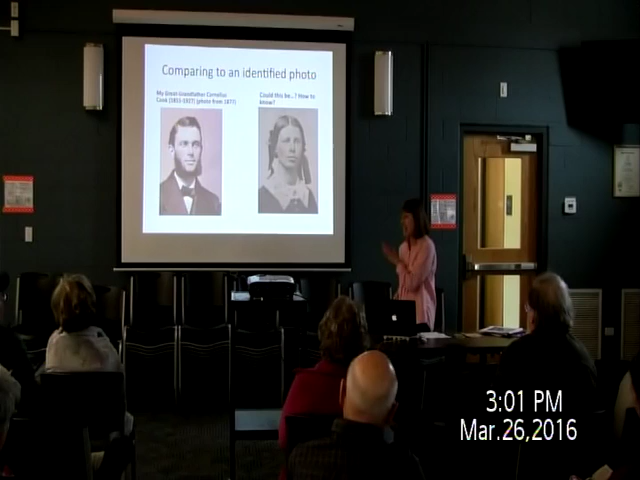 Comparing to an identified photo
My Great-Grandfather Cornelius
Cook (1851-1927) (photo from 1877)
Could this be...? How to
know?
3:01 PM
Mar.26,2016